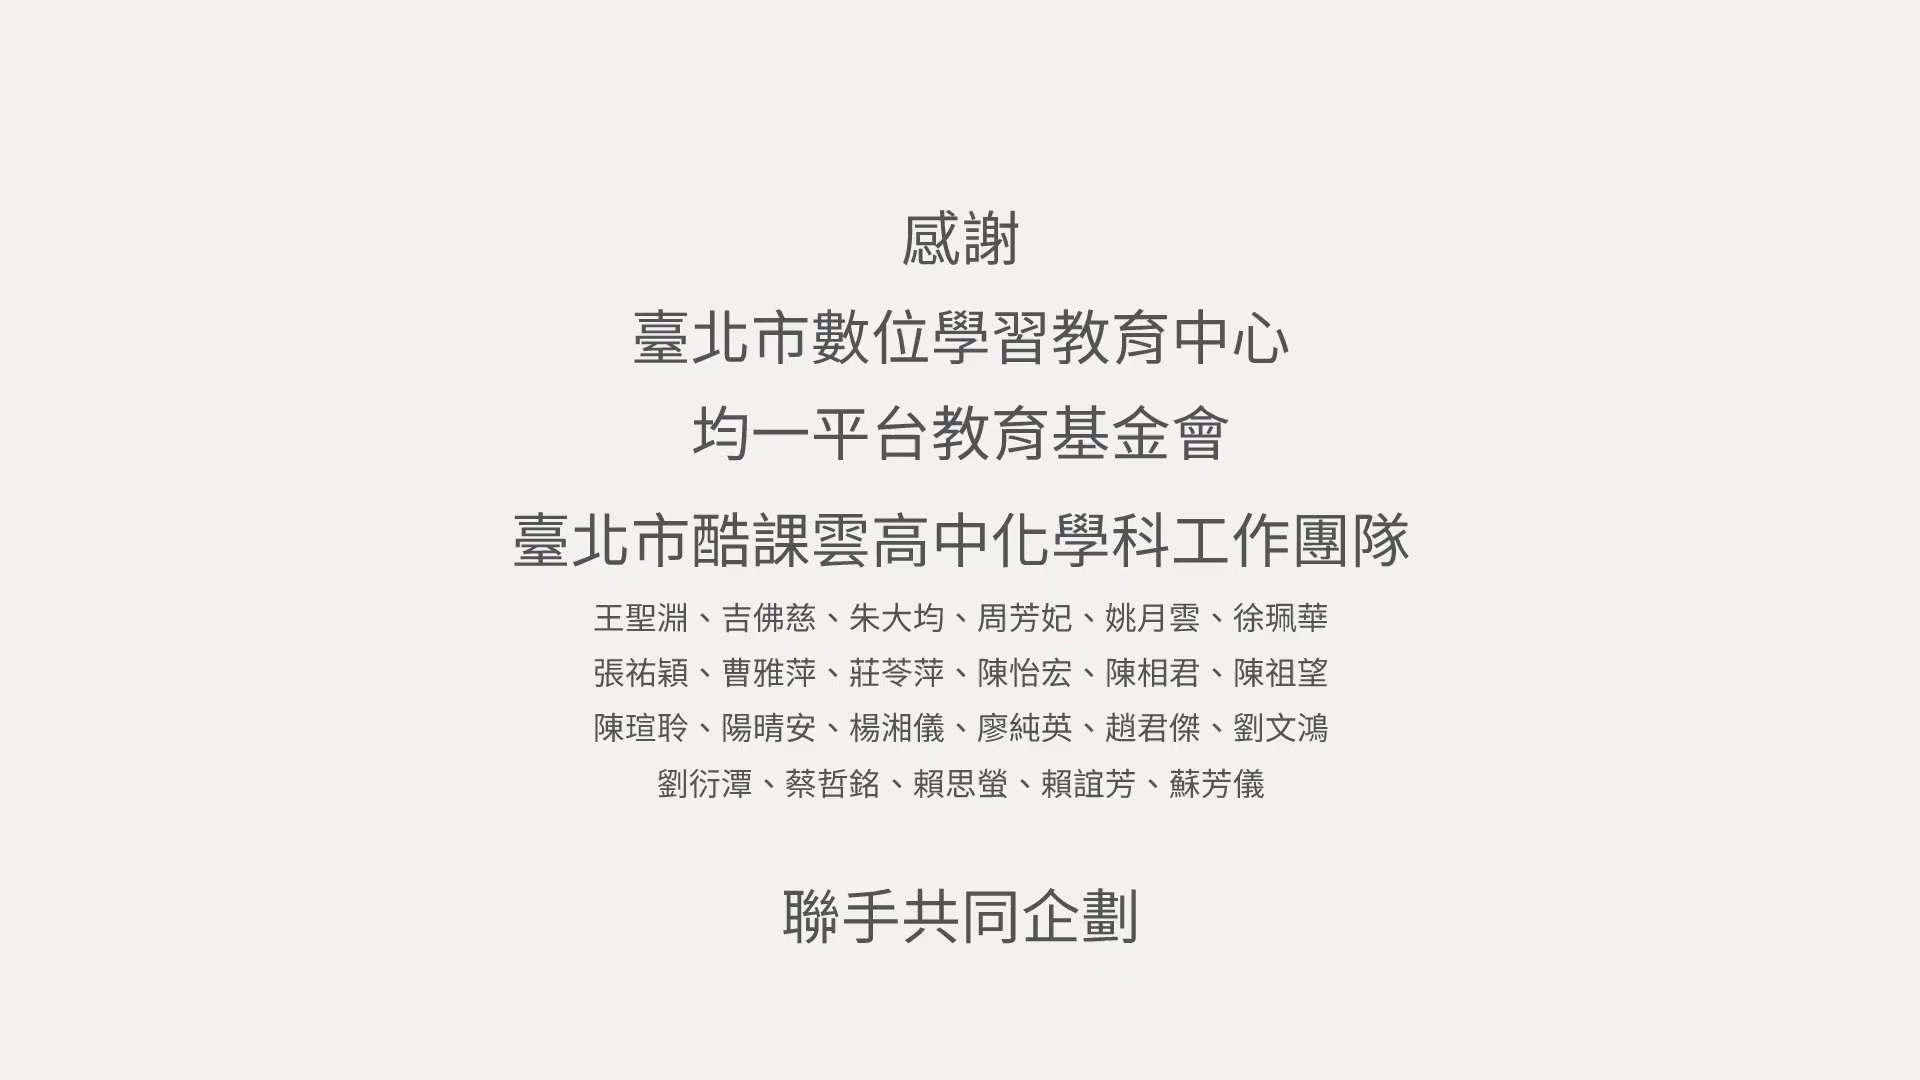 感謝
臺北市數位學習教育中心
均一平台教育基金會
臺北市酷課雲高中化學科工作團隊
王聖淵、吉佛慈、朱大均、周芳妃、姚月雲、徐珮華
張祐穎、曹雅萍、莊苓萍、陳怡宏、陳相君、陳祖望
陳瑄聆、陽晴安、楊湘儀、廖純英、趙君傑、劉文鴻
劉衍潭、蔡哲銘、賴思螢、賴誼芳、蘇芳儀
聯手共同企劃